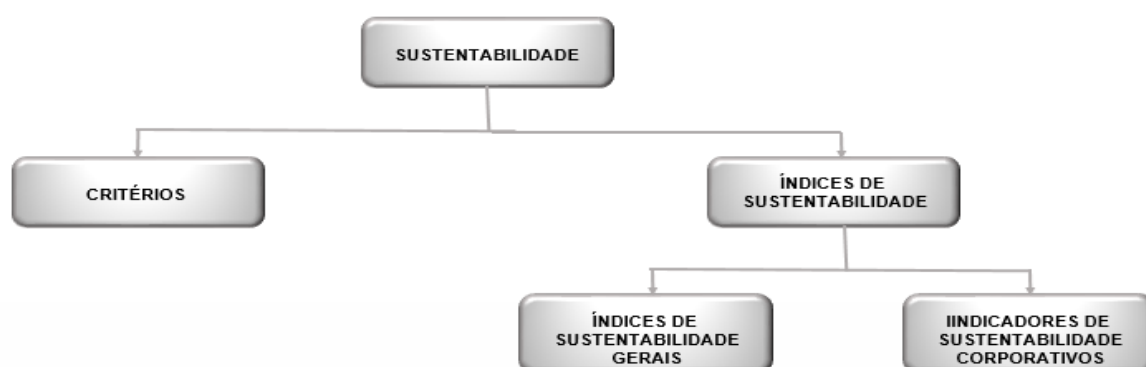 SUSTENTABILIDADE
CRITÉRIOS
ÍNDICES DE
SUSTENTABILIDADE
ÍNDICES DE
SUSTENTABILIDADE
GERAIS
IINDICADORES DE
SUSTENTABILIDADE
CORPORATIVOS